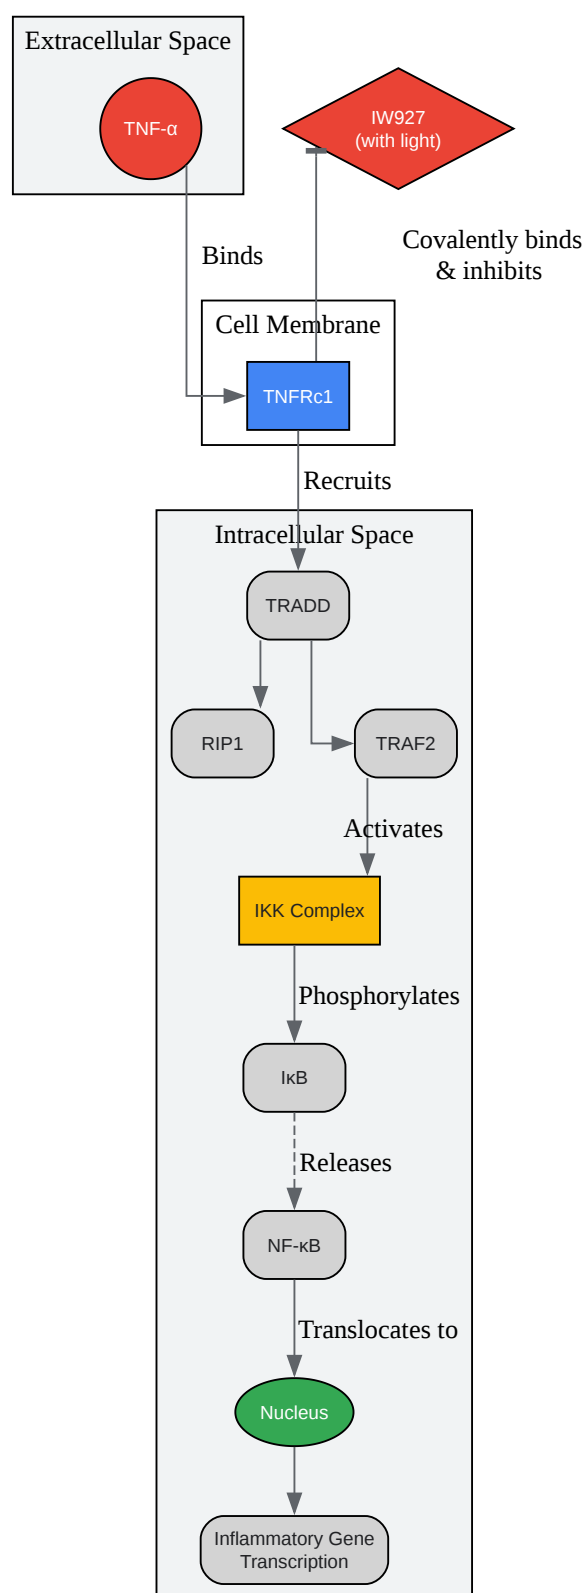 Extracellular Space
TNF-α
IW927
(with light)
Binds
Covalently binds
& inhibits
Cell Membrane
TNFRc1
Recruits
Intracellular Space
TRADD
RIP1
TRAF2
Activates
IKK Complex
Phosphorylates
IκB
Releases
NF-κB
Translocates to
Nucleus
Inflammatory Gene
Transcription